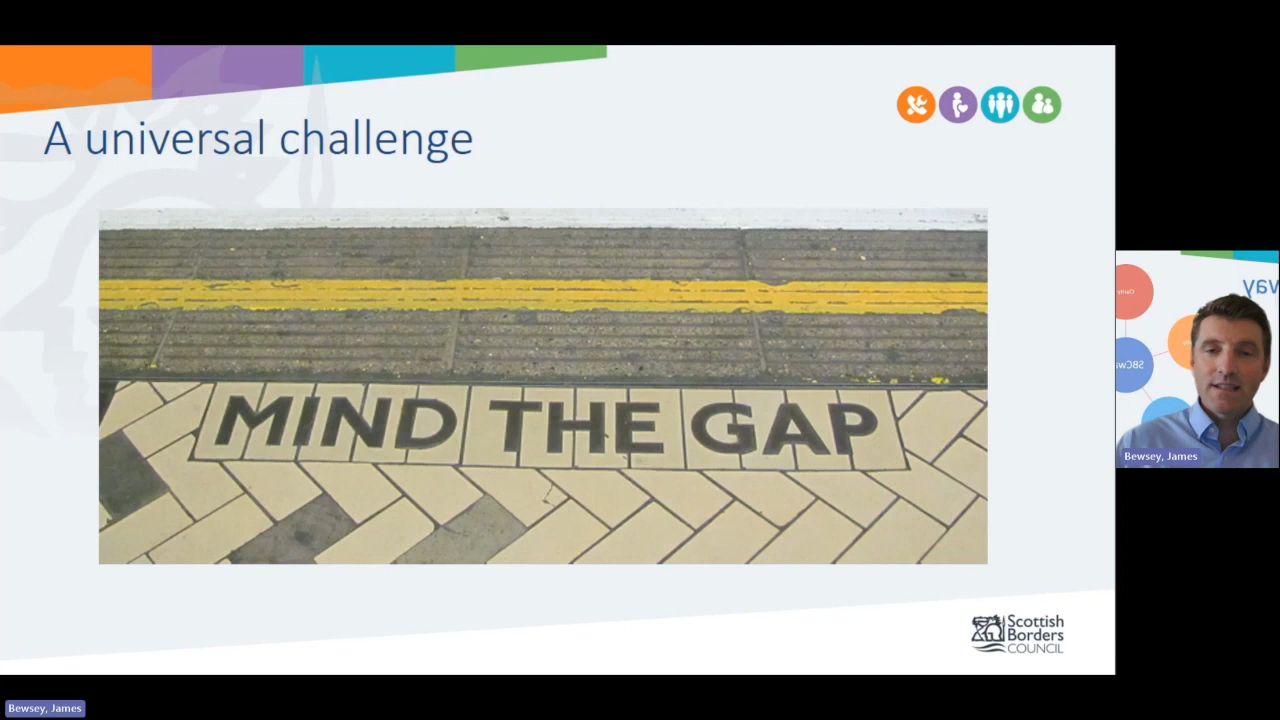 A universal challenge
MIND THE GAP
Scottish
Borders
COUNCIL
Bewsey, James
Bewsey, James